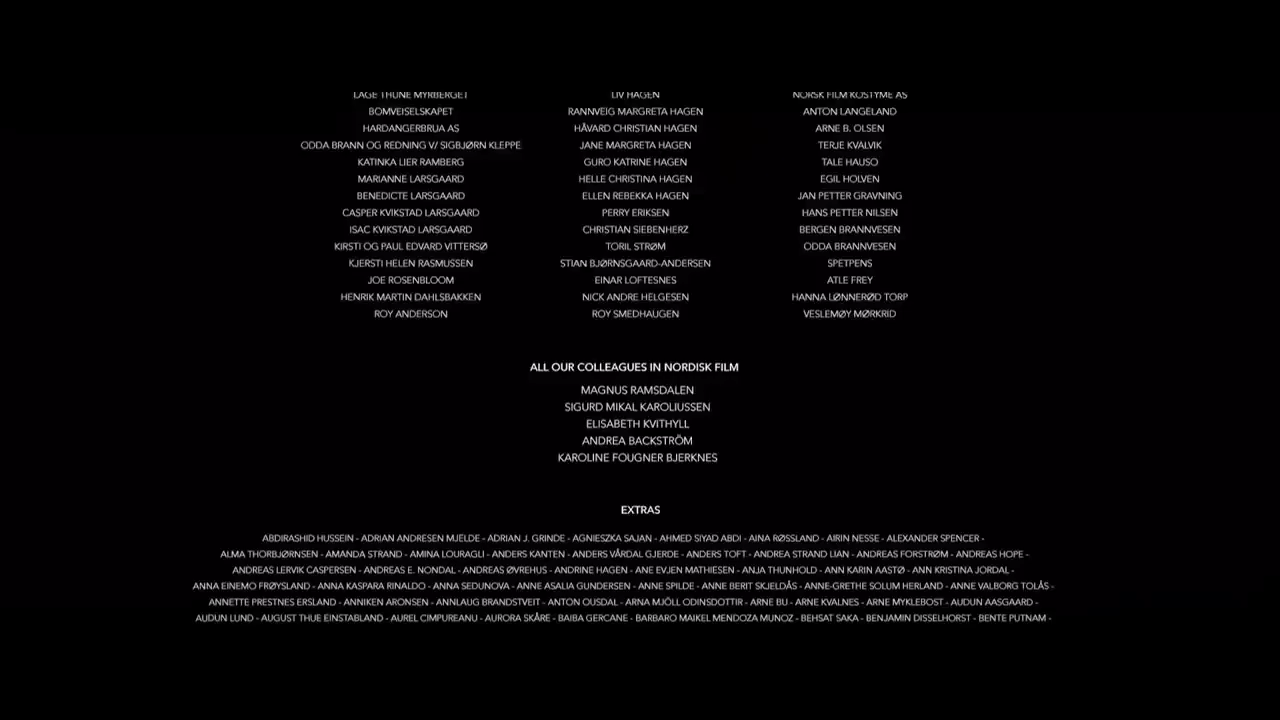 LAGE THUNE MYRBERGET
BOMVEISELSKAPET
HARDANGERBRUA AS
ODDA BRANN OG REDNING V/ SIGBJØRN KLEPPE
KATINKA LIER RAMBERG
MARIANNE LARSGAARD
BENEDICTE LARSGAARD
CASPER KVIKSTAD LARSGAARD
ISAC KVIKSTAD LARSGAARD
KIRSTI OG PAUL EDVARD VITTERSØ
KJERSTI HELEN RASMUSSEN
JOE ROSENBLOOM
HENRIK MARTIN DAHLSBAKKEN
ROY ANDERSON
LIV HAGEN
RANNVEIG MARGRETA HAGEN
HÅVARD CHRISTIAN HAGEN
JANE MARGRETA HAGEN
GURO KATRINE HAGEN
HELLE CHRISTINA HAGEN
ELLEN REBEKKA HAGEN
PERRY ERIKSEN
CHRISTIAN SIEBENHERZ
TORIL STRØM
STIAN BJØRNSGAARD-ANDERSEN
EINAR LOFTESNES
NICK ANDRE HELGESEN
ROY SMEDHAUGEN
NORSK FILM KOSTYME AS
ANTON LANGELAND
ARNE B. OLSEN
TERJE KVALVIK
TALE HAUSO
EGIL HOLVEN
JAN PETTER GRAVNING
HANS PETTER NILSEN
BERGEN BRANNVESEN
ODDA BRANNVESEN
SPETPENS
ATLE FREY
HANNA LØNNERØD TORP
VESLEMØY MØRKRID
ALL OUR COLLEAGUES IN NORDISK FILM
MAGNUS RAMSDALEN
SIGURD MIKAL KAROLIUSSEN
ELISABETH KVITHYLL
ANDREA BACKSTRÖM
KAROLINE FOUGNER BJERKNES
EXTRAS
ABDIRASHID HUSSEIN - ADRIAN ANDRESEN MJELDE - ADRIAN J. GRINDE - AGNIESZKA SAJAN - AHMED SIYAD ABDI - AINA RØSSLAND - AIRIN NESSE - ALEXANDER SPENCER -
ALMA THORBJØRNSEN - AMANDA STRAND - AMINA LOURAGLI - ANDERS KANTEN - ANDERS VÅRDAL GJERDE - ANDERS TOFT - ANDREA STRAND LIAN - ANDREAS FORSTRØM - ANDREAS HOPE -
ANDREAS LERVIK CASPERSEN - ANDREAS E. NONDAL - ANDREAS ØVREHUS - ANDRINE HAGEN - ANE EVJEN MATHIESEN - ANJA THUNHOLD - ANN KARIN AASTØ - ANN KRISTINA JORDAL -
ANNA EINEMO FRØYSLAND - ANNA KASPARA RINALDO - ANNA SEDUNOVA - ANNE ASALIA GUNDERSEN - ANNE SPILDE - ANNE BERIT SKJELDÅS - ANNE-GRETHE SOLUM HERLAND - ANNE VALBORG TOLÅS -
ANNETTE PRESTNES ERSLAND - ANNIKEN ARONSEN - ANNLAUG BRANDSTVEIT - ANTON OUSDAL - ARNA MJÖLL ODINSDOTTIR - ARNE BU - ARNE KVALNES - ARNE MYKLEBOST - AUDUN AASGAARD -
AUDUN LUND - AUGUST THUE EINSTABLAND - AUREL CIMPUREANU - AURORA SKÅRE - BAIBA GERCANE - BARBARO MAIKEL MENDOZA MUNOZ - BEHSAT SAKA - BENJAMIN DISSELHORST - BENTE PUTNAM -